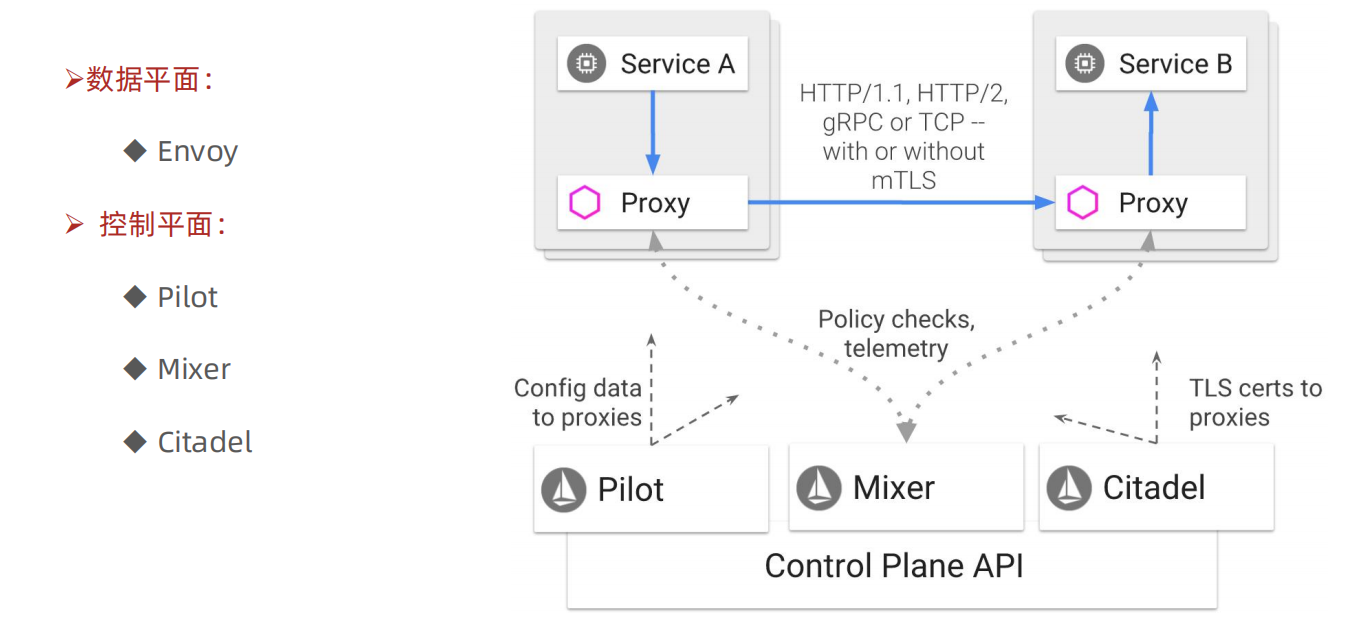 数据平面：
Envoy
控制平面：
Pilot
Mixer
Citadel
Service A
Service B
HTTP/1.1, HTTP/2,
gRPC or TCP --
with or without
mTLS
Proxy
Proxy
Policy checks,
telemetry
Config data
to proxies
TLS certs to
proxies
Pilot
Mixer
Citadel
Control Plane API